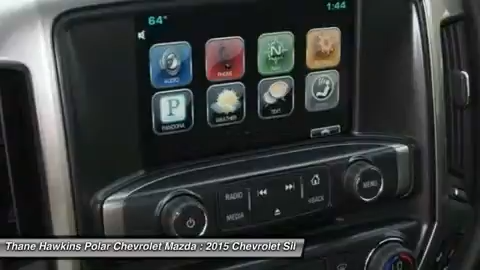 64°
1:44
AUDIO
PHONE
NAV
P
PANDORA
WEATHER
TEXT
RADIO
MEDIA
BACK
MENU
Thane Hawkins Polar Chevrolet Mazda : 2015 Chevrolet Sil